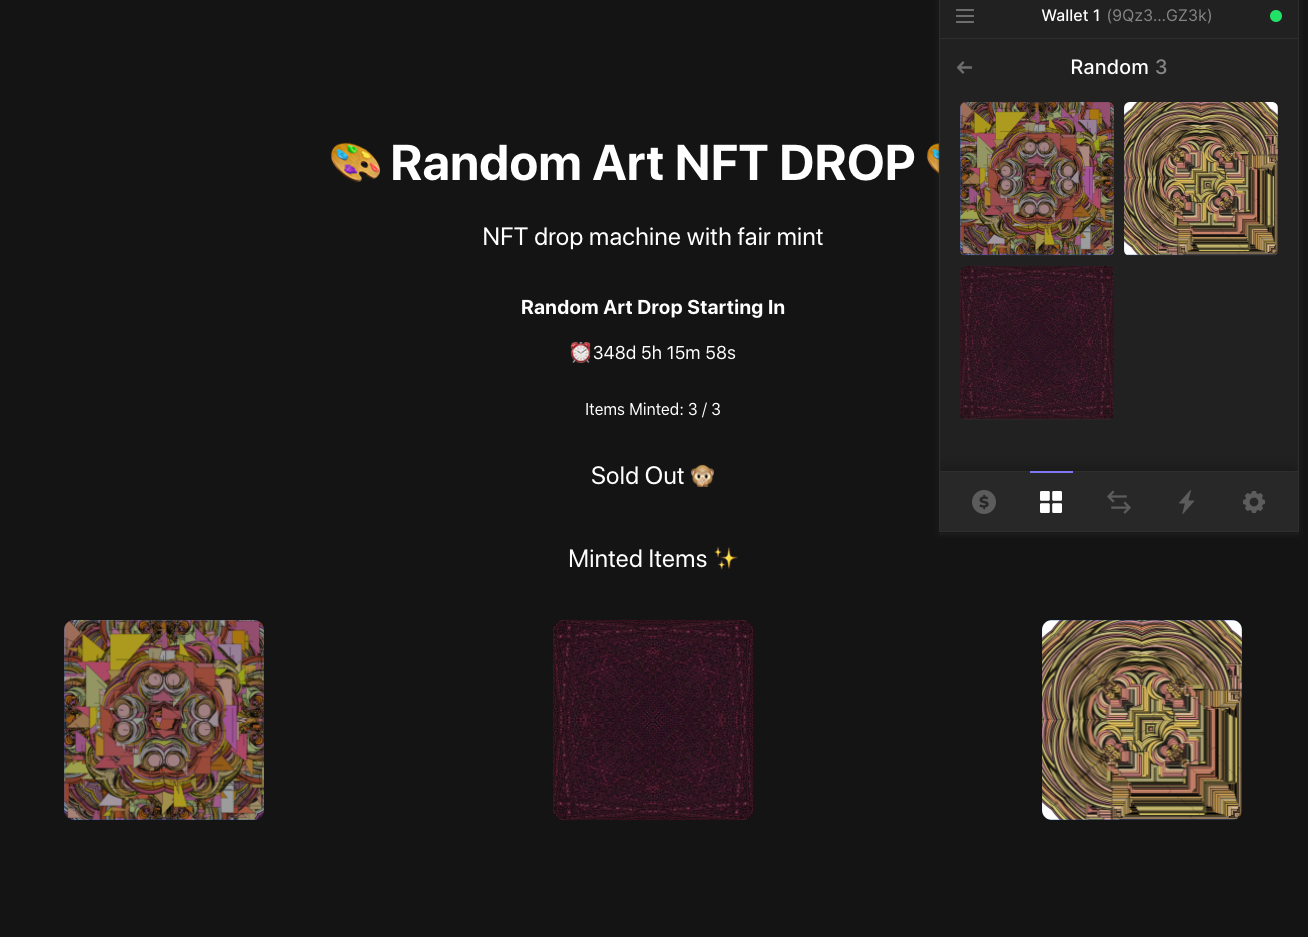 Wallet 1 (9Qz3...GZ3k)
Random 3
🎨 Random Art NFT DROP 🎨
NFT drop machine with fair mint
Random Art Drop Starting In
⏰348d 5h 15m 58s
Items Minted: 3 / 3
Sold Out 🙊
Minted Items ✨